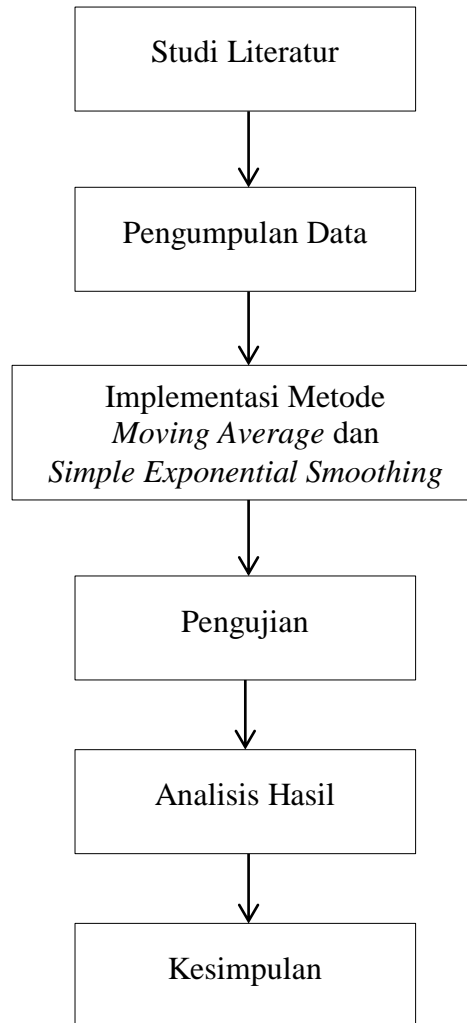 Studi Literatur
Pengumpulan Data
Implementasi Metode
Moving Average dan
Simple Exponential Smoothing
Pengujian
Analisis Hasil
Kesimpulan